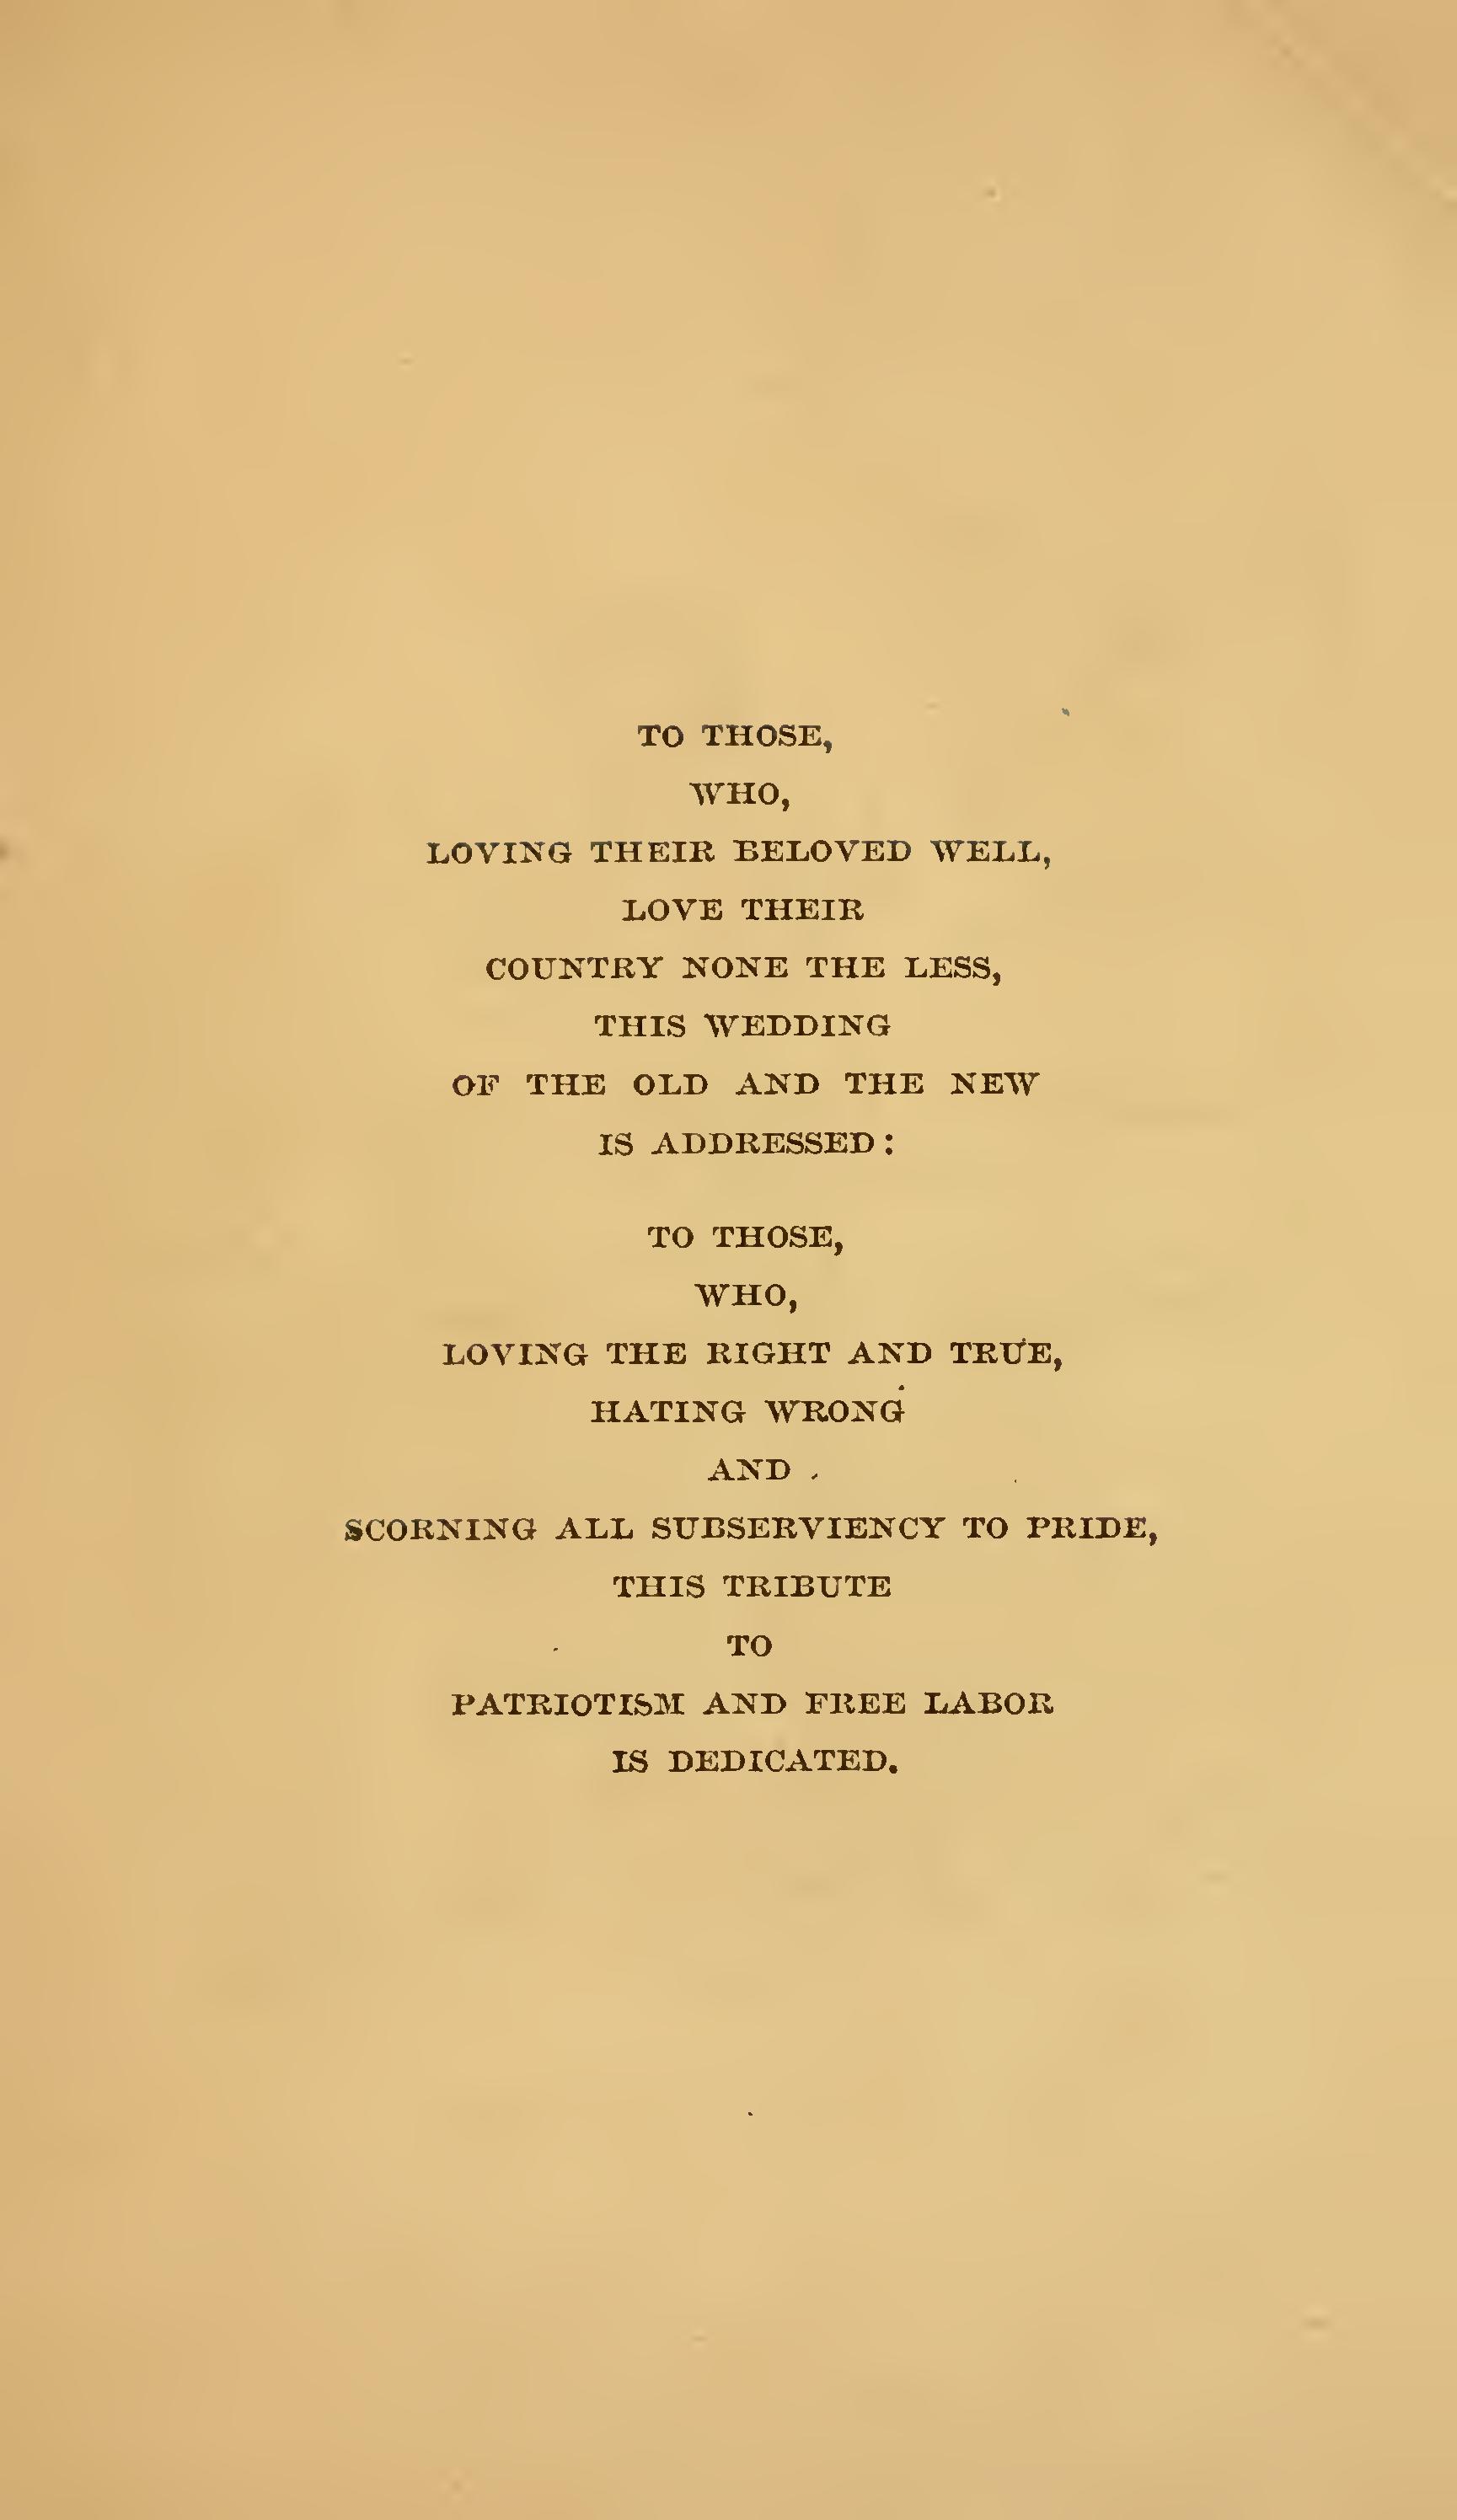 TO THOSE,
WHO,
LOVING THEIR BELOVED WELL,
LOVE THEIR
COUNTRY NONE THE LESS,
THIS WEDDING
OF THE OLD AND THE NEW
IS ADDRESSED:
TO THOSE,
WHO,
LOVING THE RIGHT AND TRUE,
HATING WRONG
AND
SCORNING ALL SUBSERVIENCY TO PRIDE,
THIS TRIBUTE
TO
PATRIOTISM AND FREE LABOR
IS DEDICATED.